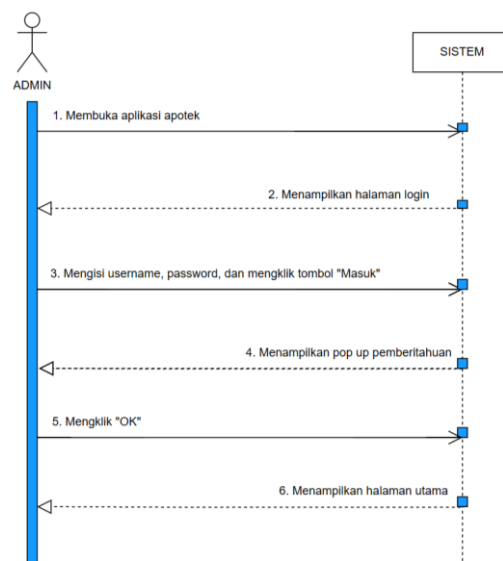 SISTEM
ADMIN
1. Membuka aplikasi apotek
2. Menampilkan halaman login
3. Mengisi username, password, dan mengklik tombol "Masuk"
4. Menampilkan pop up pemberitahuan
5. Mengklik "OK"
6. Menampilkan halaman utama